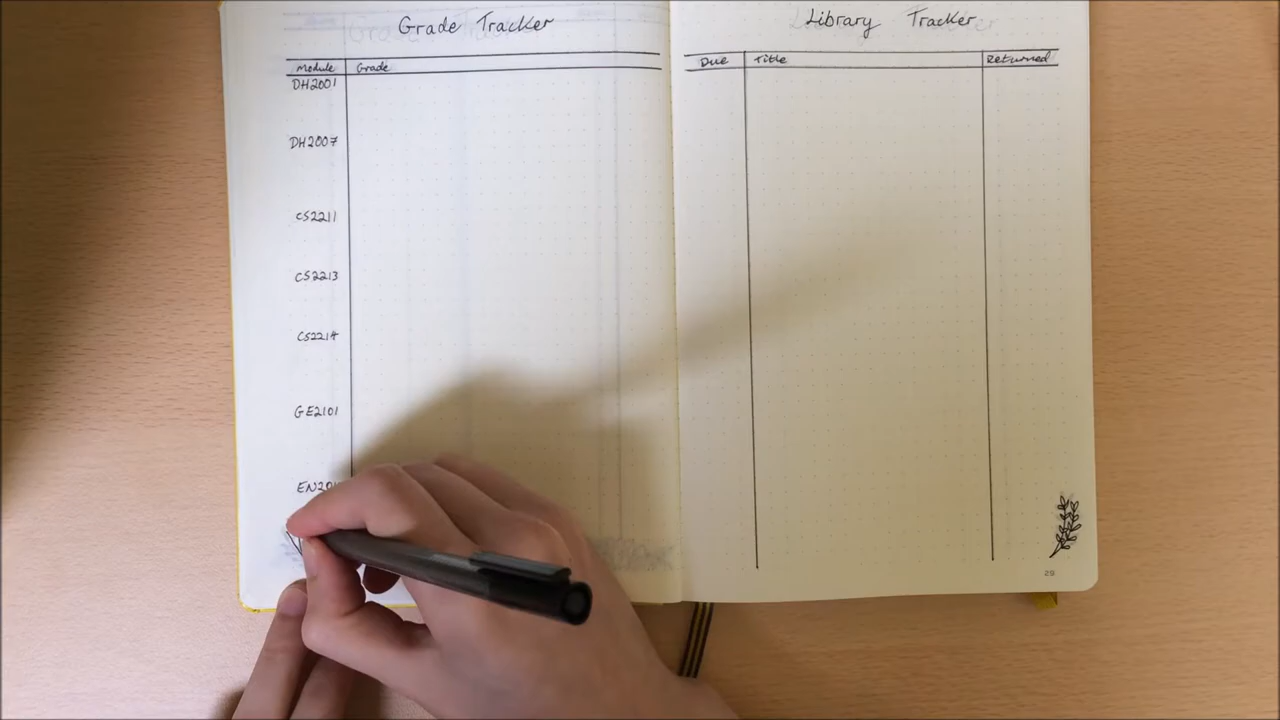 Grade Tracker
Module Grade
DH2001
DH2007
CS2211
CS2213
CS2214
GE2101
Library Tracker
Due Title Returned